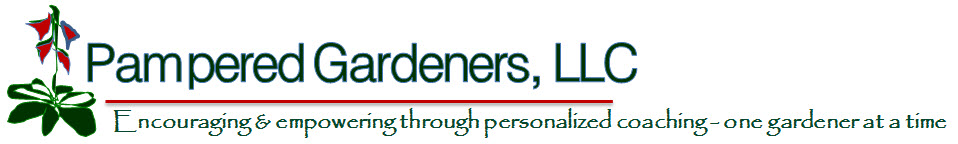 Pampered Gardeners, LLC
Encouraging & empowering through personalized coaching - one gardener at a time